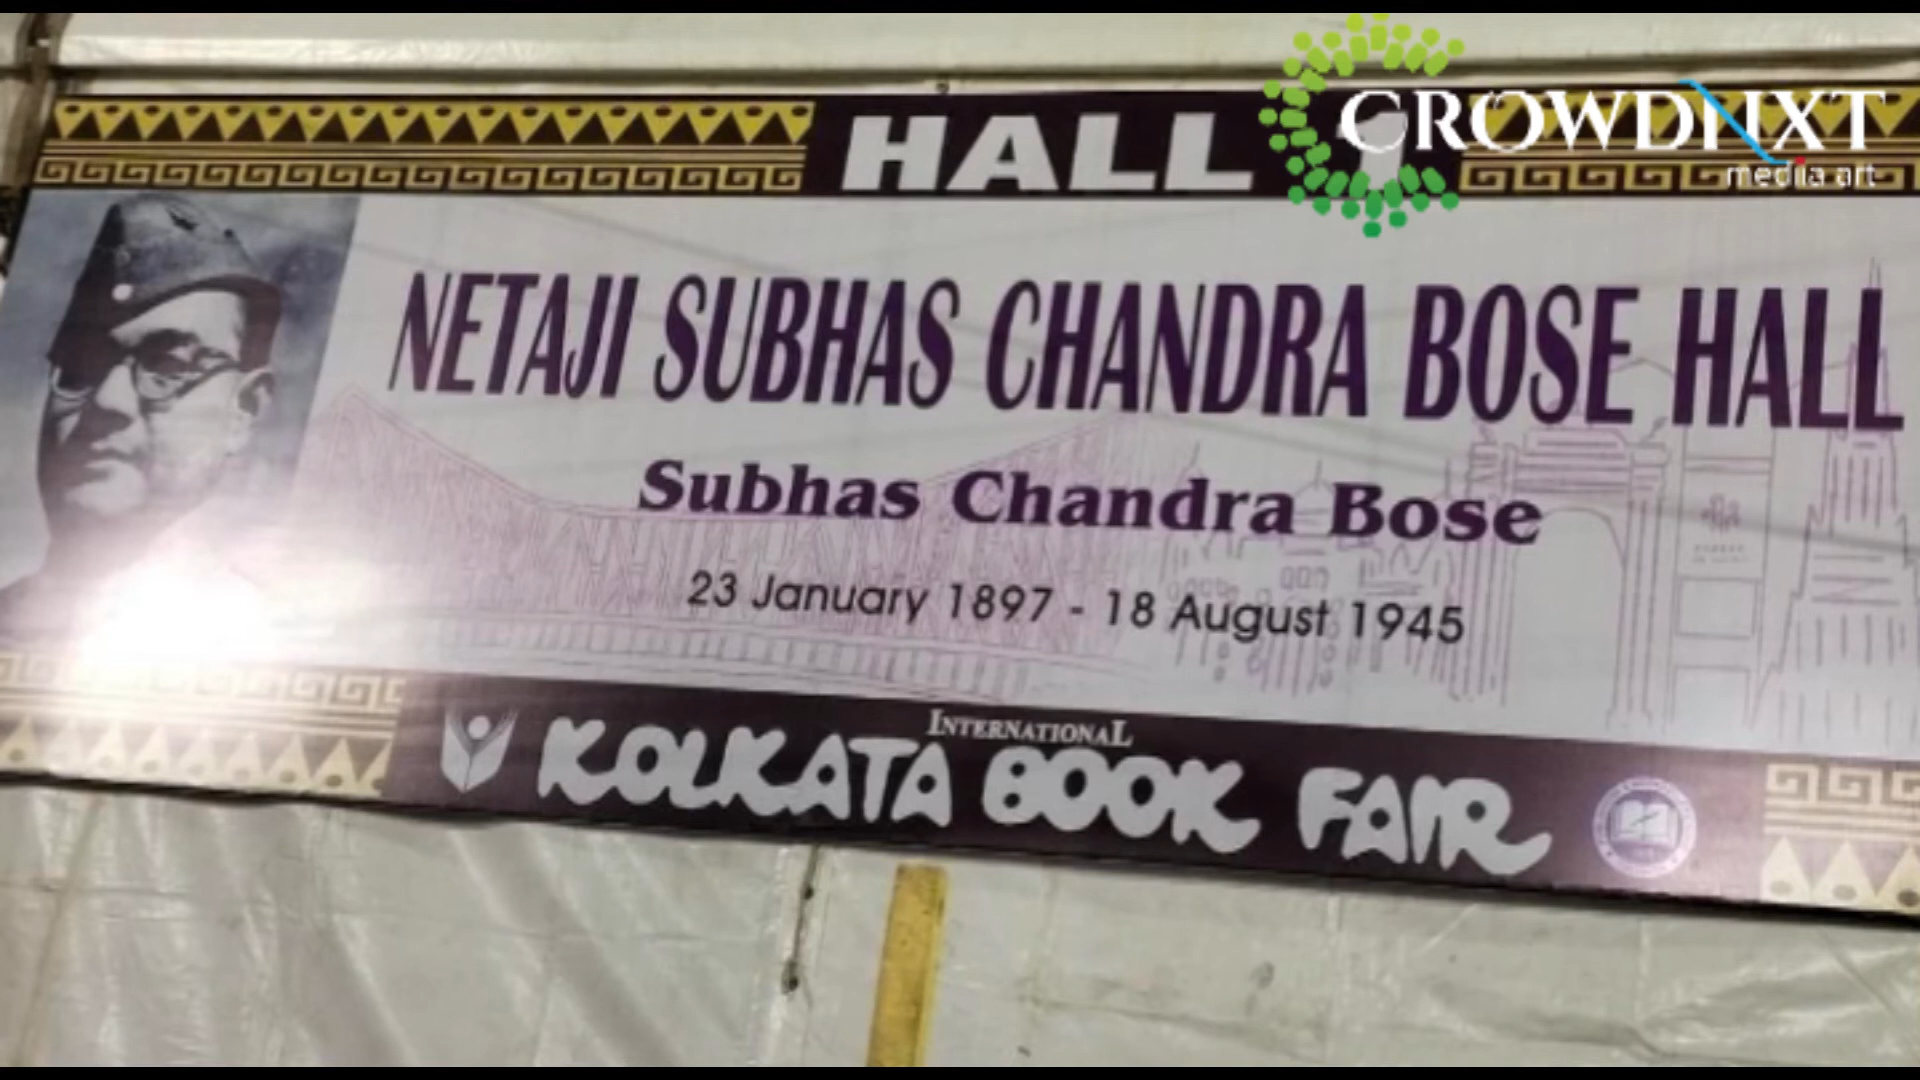 HALL 1
CROWDNXT
media art
NETAJI SUBHAS CHANDRA BOSE HALL
Subhas Chandra Bose
23 January 1897 - 18 August 1945
INTERNATIONAL
KOLKATA BOOK FAIR